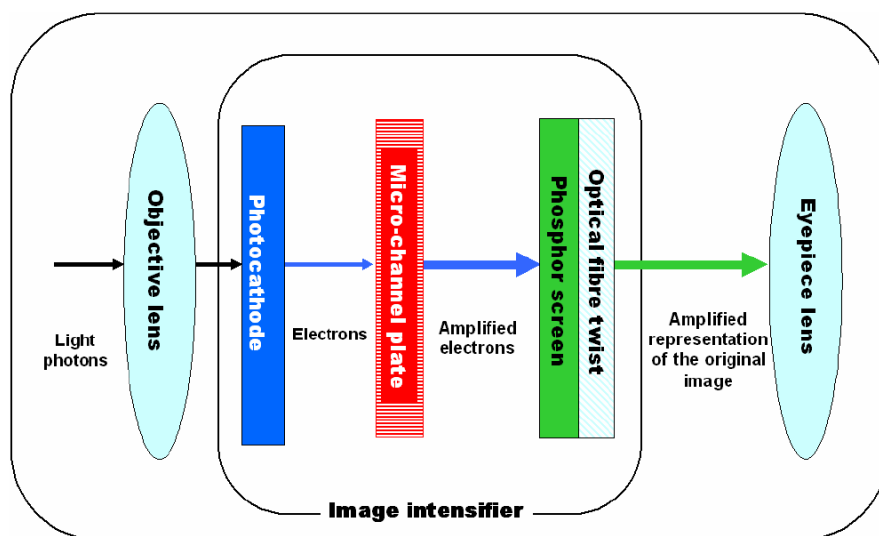 Light
photons
Objective lens
Photocathode
Electrons
Micro-channel plate
Amplified
electrons
Phosphor screen
Optical fibre twist
Amplified
representation
of the original
image
Eyepiece lens
Image intensifier